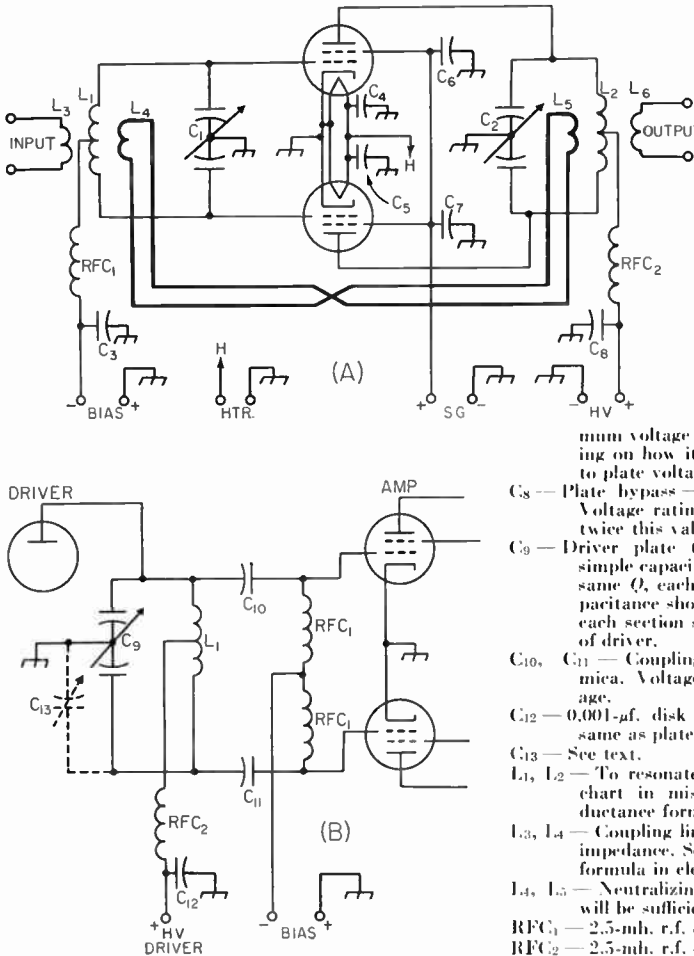 L3
INPUT
L1
L4
C1
C4
C5
H
C6
C7
C2
L5
L2
L6
OUTPUT
RFC1
C3
- BIAS +
H
HTR.
(A)
+ SG -
RFC2
C8
- HV +
DRIVER
C9
C13
L1
C10
C11
RFC1
RFC1
AMP
RFC2
C12
+HV
DRIVER
- BIAS +
(B)
mum voltage
ing on how it
to plate volta
C8 — Plate bypass —
Voltage ratin
twice this val
C9 — Driver plate t
simple capaci
same Q, each
pacitance sho
each section s
of driver.
C10, C11 — Coupling
mica. Voltag
age.
C12 — 0.001-μf. disk
same as plate
C13 — See text.
L1, L2 — To resonate
chart in mis
ductance form
L3, L4 — Coupling lin
impedance. S
formula in ele
L4, L5 — Neutralizin
will be sufficie
RFC1 — 2.5-mh. r.f.
RFC2 — 2.5-mh. r.f.